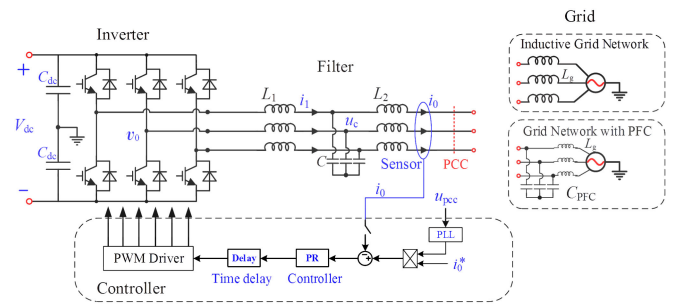 Grid
Inverter
Inductive Grid Network
Lg
Filter
+
Cdc
L1
i1
L2
i0
Vdc
v0
uc
Grid Network with PFC
Lg
Cdc
C
Sensor
PCC
CPFC
−
i0
upcc
PLL
PWM Driver
Delay
PR
− +
i0*
Time delay
Controller
Controller